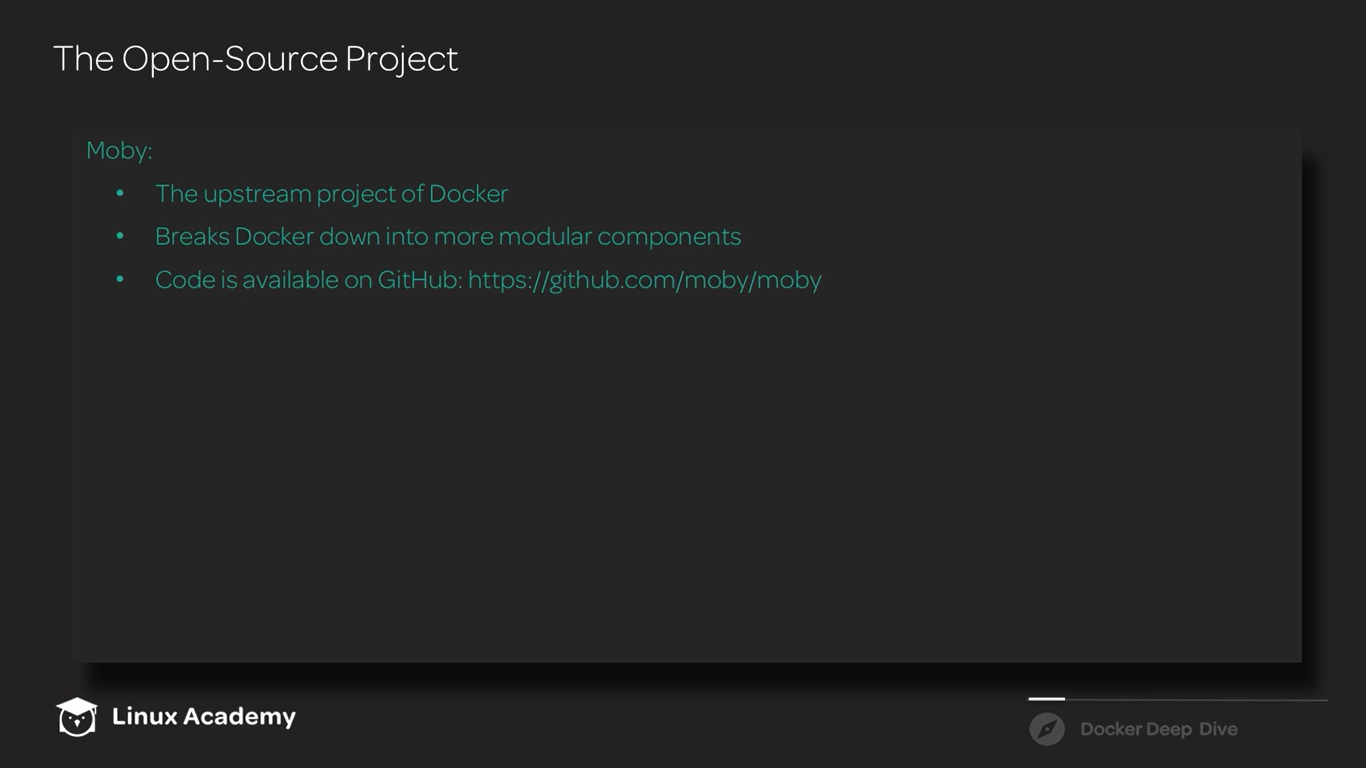 The Open-Source Project
Moby:
• The upstream project of Docker
• Breaks Docker down into more modular components
• Code is available on GitHub: https://github.com/moby/moby
Linux Academy
Docker Deep Dive